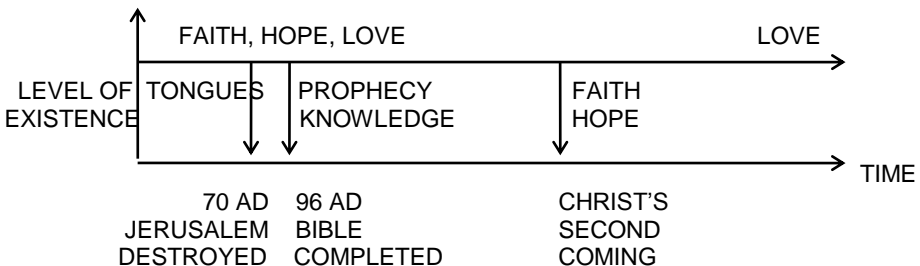 FAITH, HOPE, LOVE LOVE
LEVEL OF TONGUES PROPHECY FAITH
EXISTENCE KNOWLEDGE HOPE
TIME
70 AD 96 AD CHRIST'S
JERUSALEM BIBLE SECOND
DESTROYED COMPLETED COMING